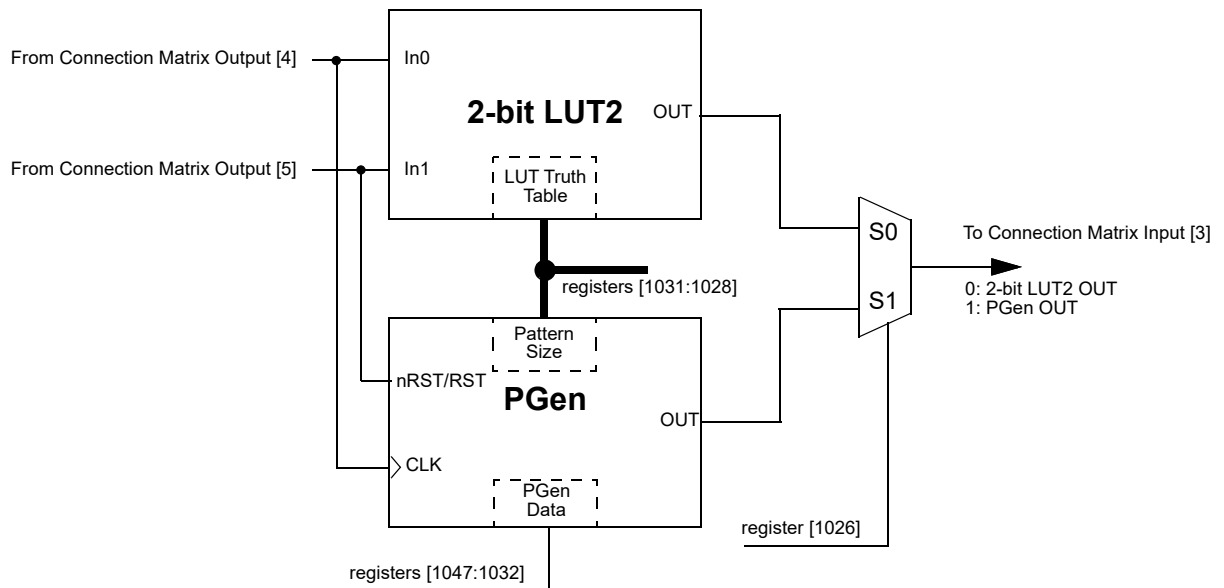 From Connection Matrix Output [4]
In0
2-bit LUT2
OUT
From Connection Matrix Output [5]
In1
LUT Truth
Table
S0
To Connection Matrix Input [3]
registers [1031:1028]
0: 2-bit LUT2 OUT
S1
1: PGen OUT
Pattern
Size
nRST/RST
PGen
OUT
CLK
PGen
Data
register [1026]
registers [1047:1032]